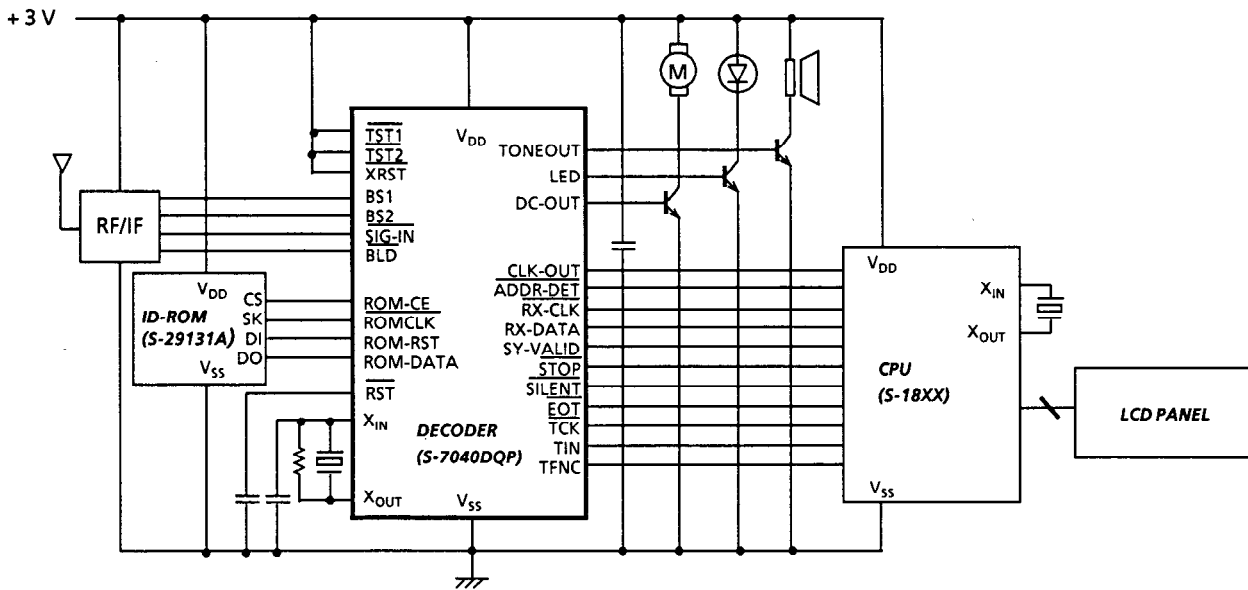 + 3 V
M
TST1
TST2
XRST
BS1
BS2
SIG-IN
BLD
VDD
TONEOUT
LED
DC-OUT
RF/IF
VDD
ID-ROM
(S-29131A)
VSS
CS
SK
DI
DO
ROM-CE
ROMCLK
ROM-RST
ROM-DATA
RST
XIN
DECODER
(S-7040DQP)
XOUT
VSS
CLK-OUT
ADDR-DET
RX-CLK
RX-DATA
SY-VALID
STOP
SILENT
EOT
TCK
TIN
TFNC
VDD
XIN
XOUT
CPU
(S-18XX)
VSS
LCD PANEL